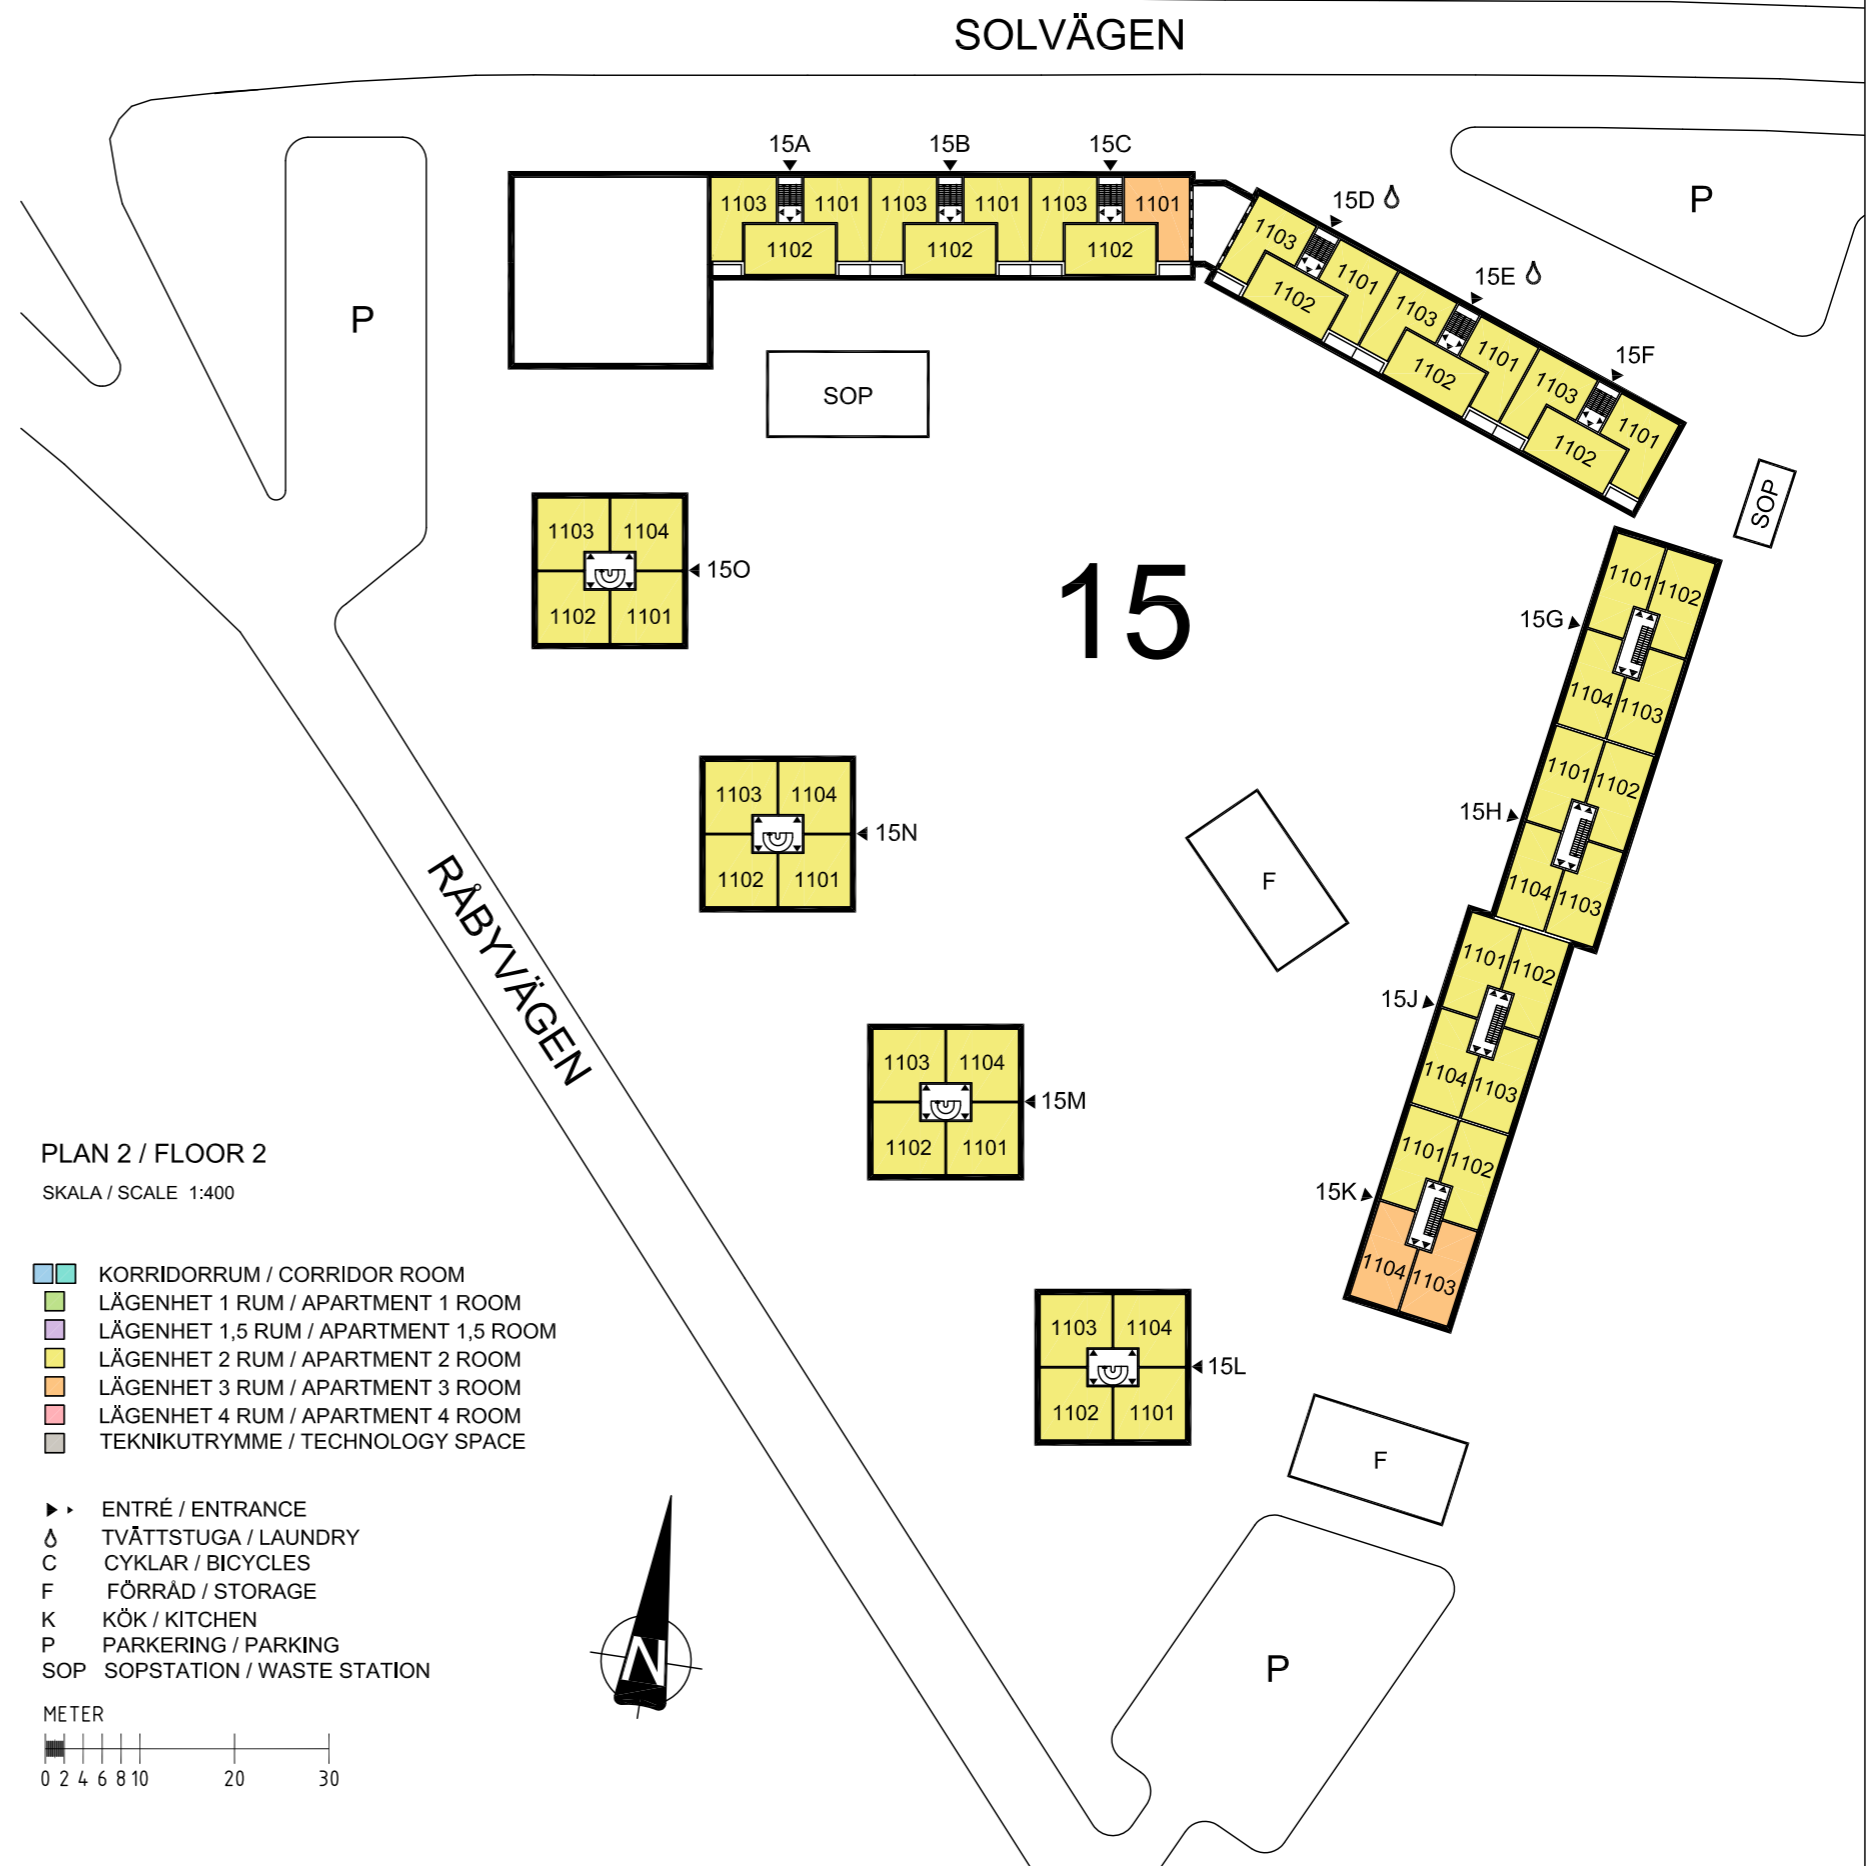 SOLVÄGEN
15A
15B
15C
1103
1101
1102
1103
1101
1102
1103
1101
1102
15D
15E
15F
1103
1101
1102
1103
1101
1102
1103
1101
1102
P
P
SOP
SOP
1103 1104
1102 1101
15O
15
1101 1102
15G
1104 1103
1101 1102
15H
1104 1103
1103 1104
1102 1101
15N
F
RÅBYVÄGEN
1101 1102
15J
1104 1103
1103 1104
1102 1101
15M
1101 1102
15K
1104 1103
1103 1104
1102 1101
15L
F
P
PLAN 2 / FLOOR 2
SKALA / SCALE 1:400
KORRIDORRUM / CORRIDOR ROOM
LÄGENHET 1 RUM / APARTMENT 1 ROOM
LÄGENHET 1,5 RUM / APARTMENT 1,5 ROOM
LÄGENHET 2 RUM / APARTMENT 2 ROOM
LÄGENHET 3 RUM / APARTMENT 3 ROOM
LÄGENHET 4 RUM / APARTMENT 4 ROOM
TEKNIKUTRYMME / TECHNOLOGY SPACE
ENTRÉ / ENTRANCE
TVÄTTSTUGA / LAUNDRY
C CYKLAR / BICYCLES
F FÖRRÅD / STORAGE
K KÖK / KITCHEN
P PARKERING / PARKING
SOP SOPSTATION / WASTE STATION
METER
0 2 4 6 8 10 20 30
N